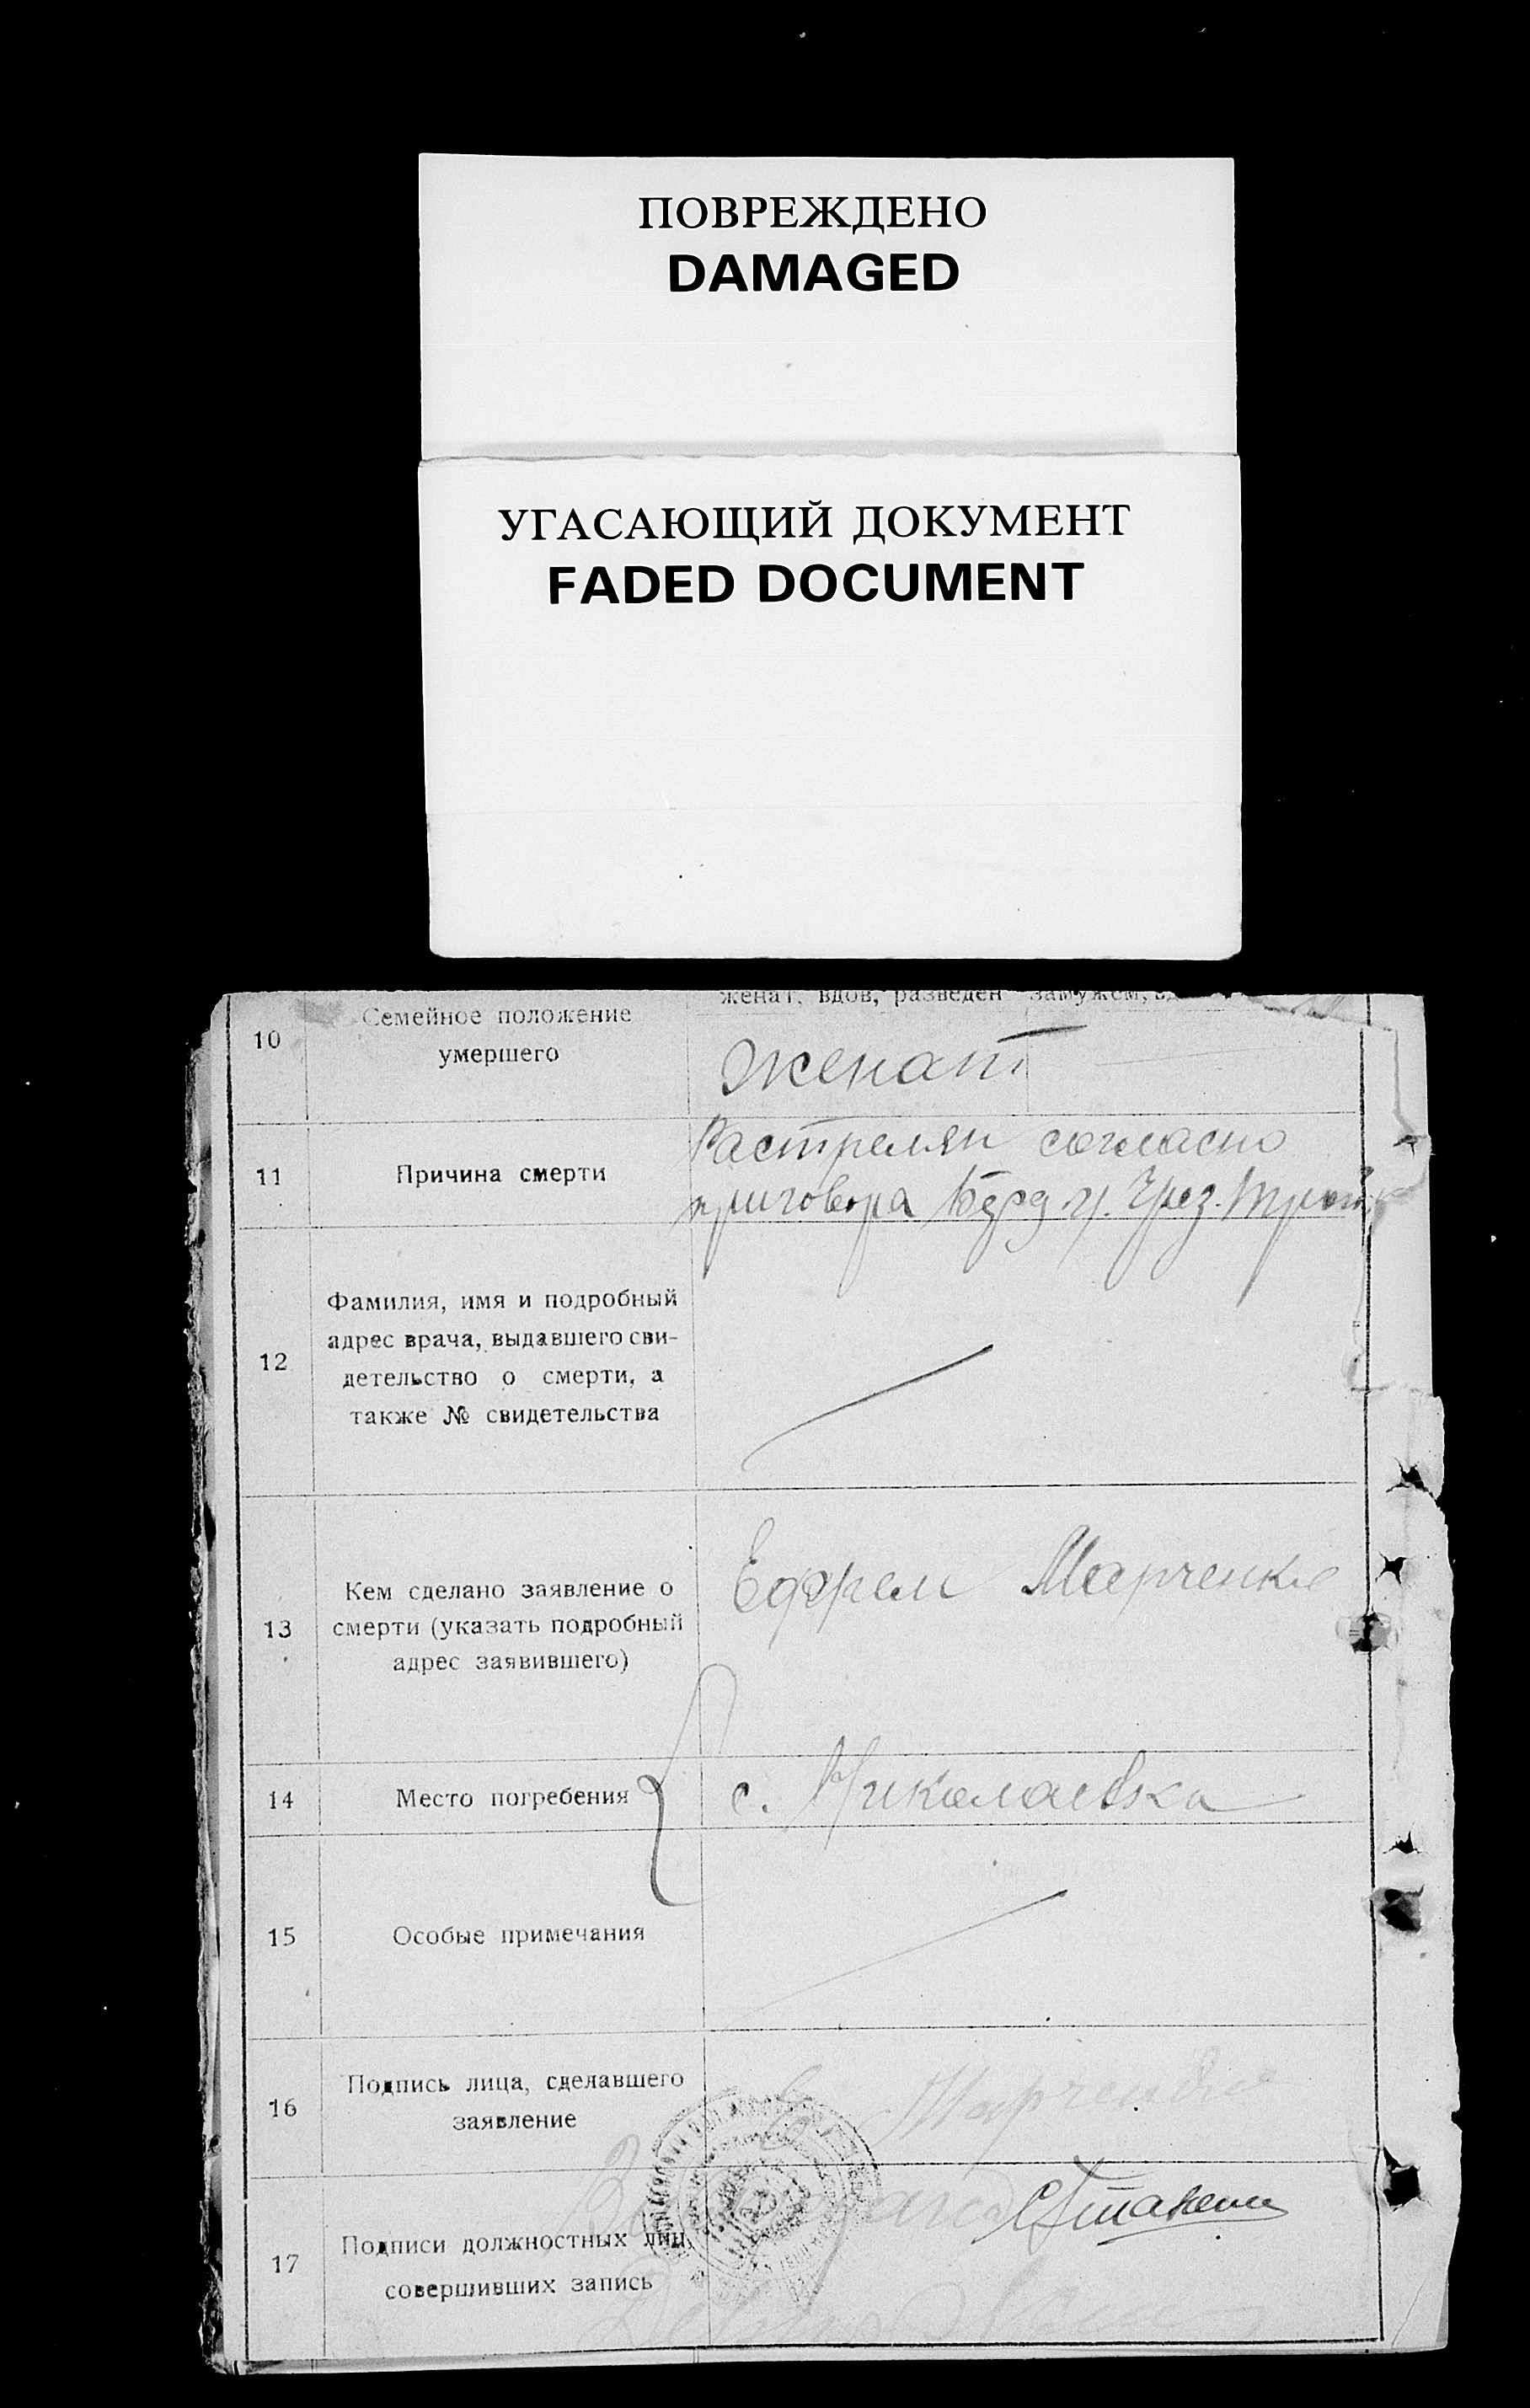 ПОВРЕЖДЕНО
DAMAGED
УГАСАЮЩИЙ ДОКУМЕНТ
FADED DOCUMENT
женат, вдов, разведен замужем,
10
Семейное положение
умершего
женат
11
Причина смерти
Растрелян согласно
приговора
12
Фамилия, имя и подробный
адрес врача, выдавшего сви-
детельство о смерти, а
также № свидетельства
13
Кем сделано заявление о
смерти (указать подробный
адрес заявившего)
Ефрем Марченко
14
Место погребения
с. Николаевка
15
Особые примечания
16
Подпись лица, сделавшего
заявление
Е Марченко
17
Подписи должностных лиц,
совершивших запись